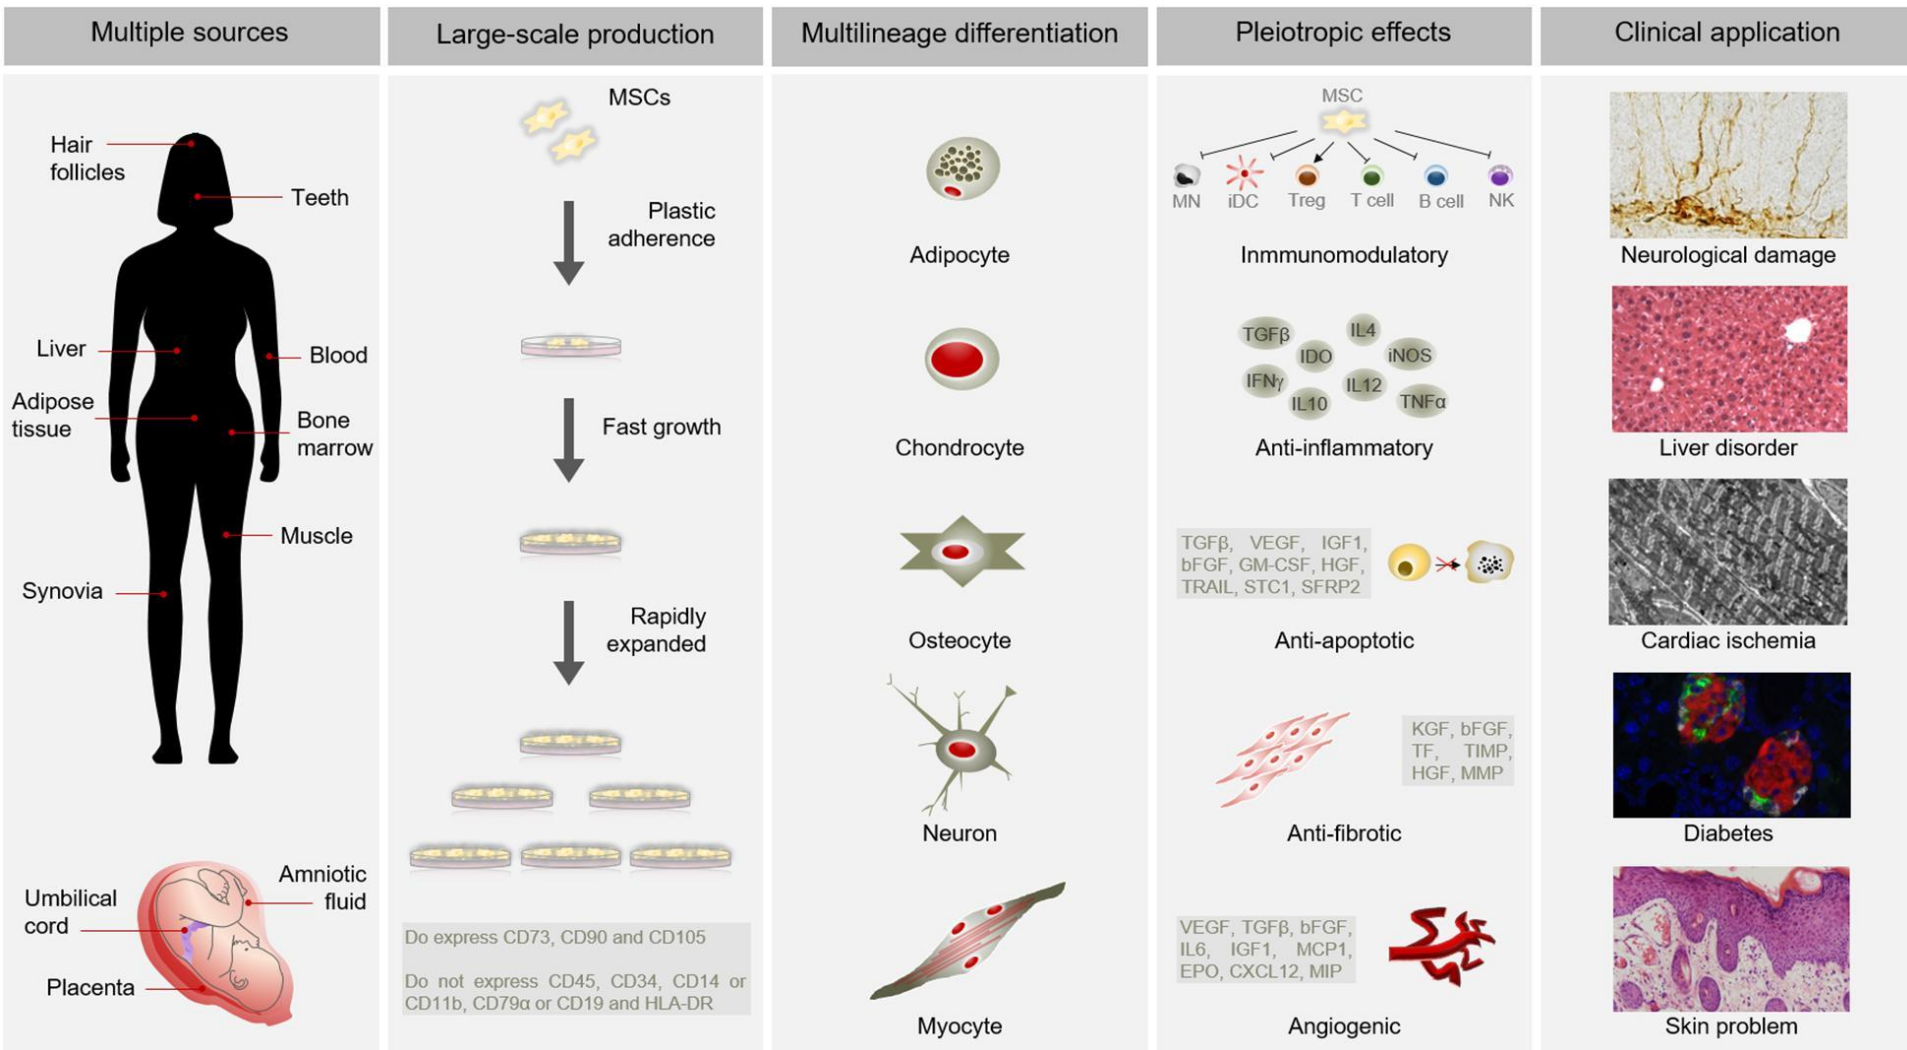 Multiple sources
Large-scale production
Multilineage differentiation
Pleiotropic effects
Clinical application
Hair
follicles
Teeth
Liver
Blood
Adipose
tissue
Bone
marrow
Muscle
Synovia
Amniotic
fluid
Umbilical
cord
Placenta
MSCs
Plastic
adherence
Fast growth
Rapidly
expanded
Do express CD73, CD90 and CD105
Do not express CD45, CD34, CD14 or
CD11b, CD79α or CD19 and HLA-DR
Adipocyte
Chondrocyte
Osteocyte
Neuron
Myocyte
MSC
MN
iDC
Treg
T cell
B cell
NK
Inmmunomodulatory
TGFβ
IL4
IDO
iNOS
IFNγ
IL12
IL10
TNFα
Anti-inflammatory
TGFβ, VEGF, IGF1,
bFGF, GM-CSF, HGF,
TRAIL, STC1, SFRP2
Anti-apoptotic
KGF, bFGF,
TF, TIMP,
HGF, MMP
Anti-fibrotic
VEGF, TGFβ, bFGF,
IL6, IGF1, MCP1,
EPO, CXCL12, MIP
Angiogenic
Neurological damage
Liver disorder
Cardiac ischemia
Diabetes
Skin problem